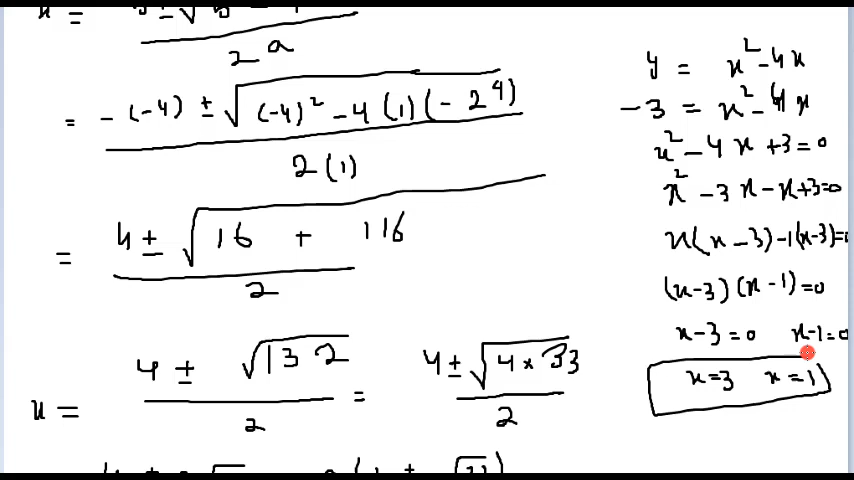 2a
= -(-4) ± √(-4)² - 4(1)(-29)
2(1)
= 4 ± √16 + 116
2
x = 4 ± √132 = 4 ± √4 × 33
2 2
y = x² - 4x
-3 = x² - 4x
x² - 4x + 3 = 0
x² - 3x - x + 3 = 0
x(x - 3) - 1(x - 3) = 0
(x - 3)(x - 1) = 0
x - 3 = 0 x - 1 = 0
x = 3 x = 1